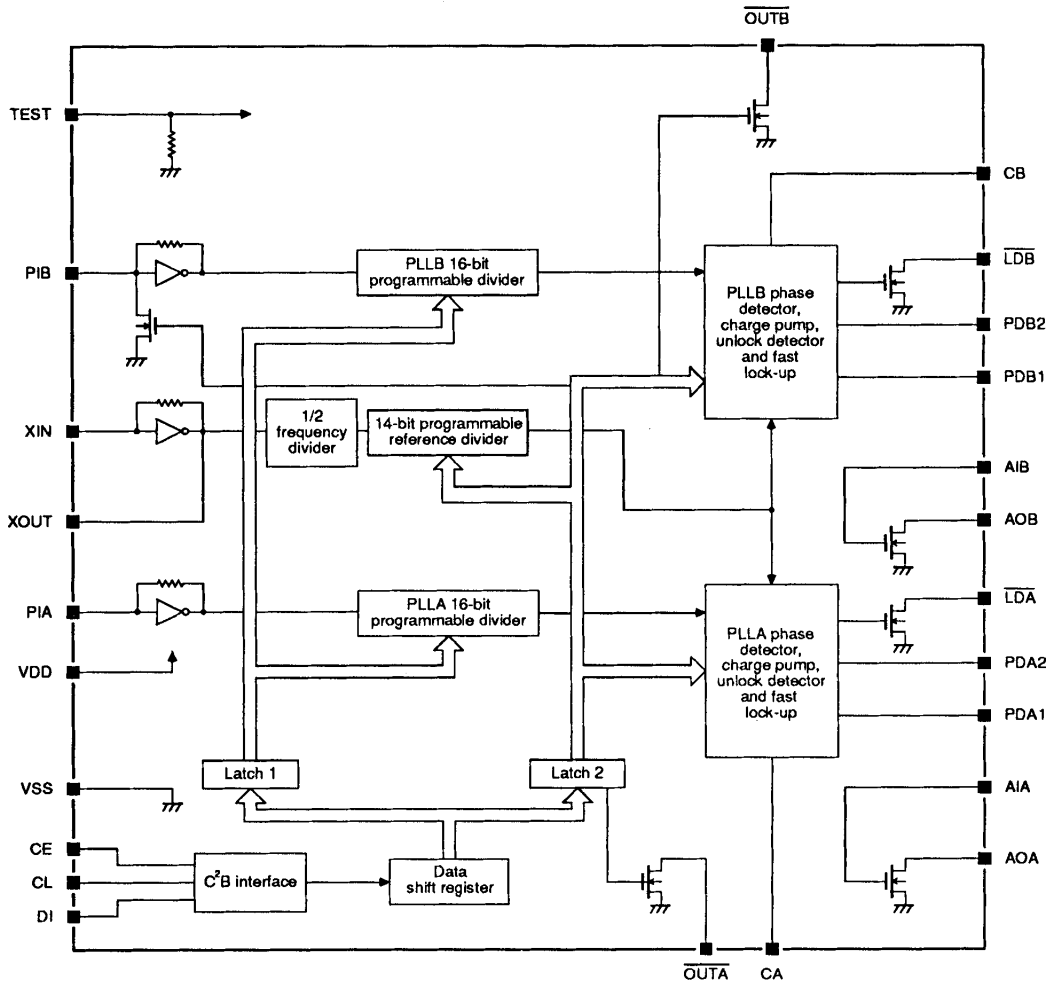 OUTB
TEST
CB
PIB
PLLB 16-bit
programmable divider
PLLB phase
detector,
charge pump,
unlock detector
and fast
lock-up
LDB
PDB2
PDB1
XIN
1/2
frequency
divider
14-bit programmable
reference divider
XOUT
AIB
AOB
PIA
PLLA 16-bit
programmable divider
PLLA phase
detector,
charge pump,
unlock detector
and fast
lock-up
LDA
VDD
PDA2
PDA1
Latch 1
Latch 2
VSS
AIA
CE
CL
DI
C²B interface
Data
shift register
AOA
OUTA
CA